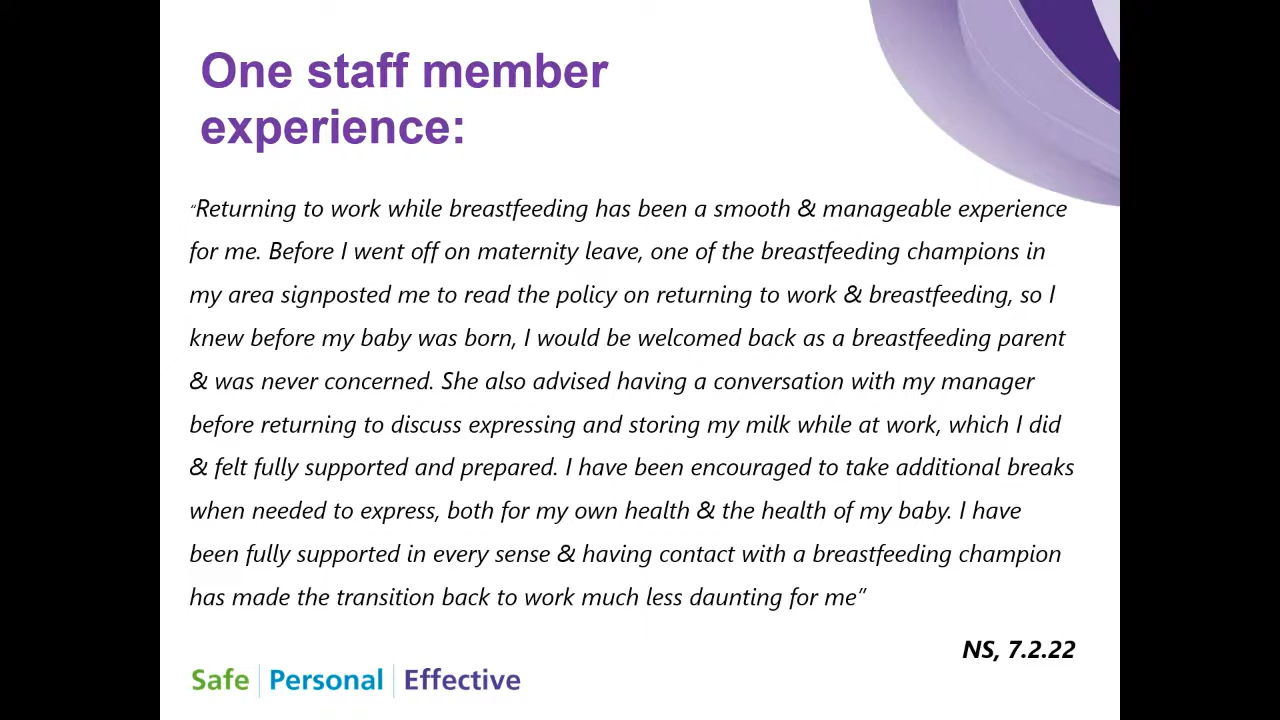 One staff member
experience:
“Returning to work while breastfeeding has been a smooth & manageable experience
for me. Before I went off on maternity leave, one of the breastfeeding champions in
my area signposted me to read the policy on returning to work & breastfeeding, so I
knew before my baby was born, I would be welcomed back as a breastfeeding parent
& was never concerned. She also advised having a conversation with my manager
before returning to discuss expressing and storing my milk while at work, which I did
& felt fully supported and prepared. I have been encouraged to take additional breaks
when needed to express, both for my own health & the health of my baby. I have
been fully supported in every sense & having contact with a breastfeeding champion
has made the transition back to work much less daunting for me”
NS, 7.2.22
Safe | Personal | Effective